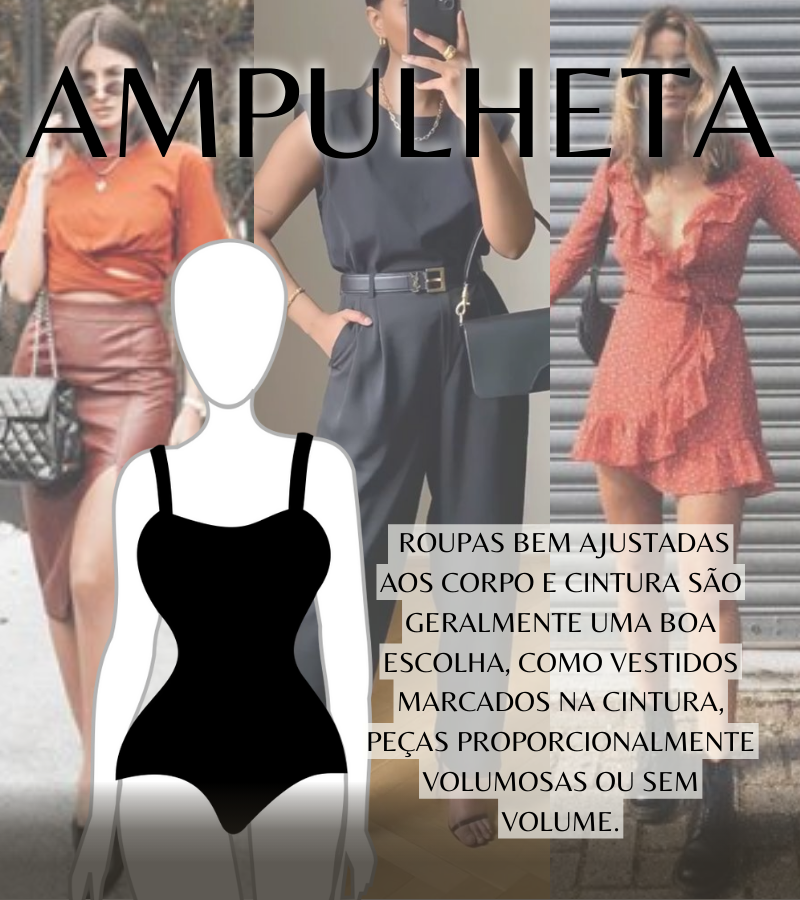 AMPULHETA
ROUPAS BEM AJUSTADAS
AOS CORPO E CINTURA SÃO
GERALMENTE UMA BOA
ESCOLHA, COMO VESTIDOS
MARCADOS NA CINTURA,
PEÇAS PROPORCIONALMENTE
VOLUMOSAS OU SEM
VOLUME.